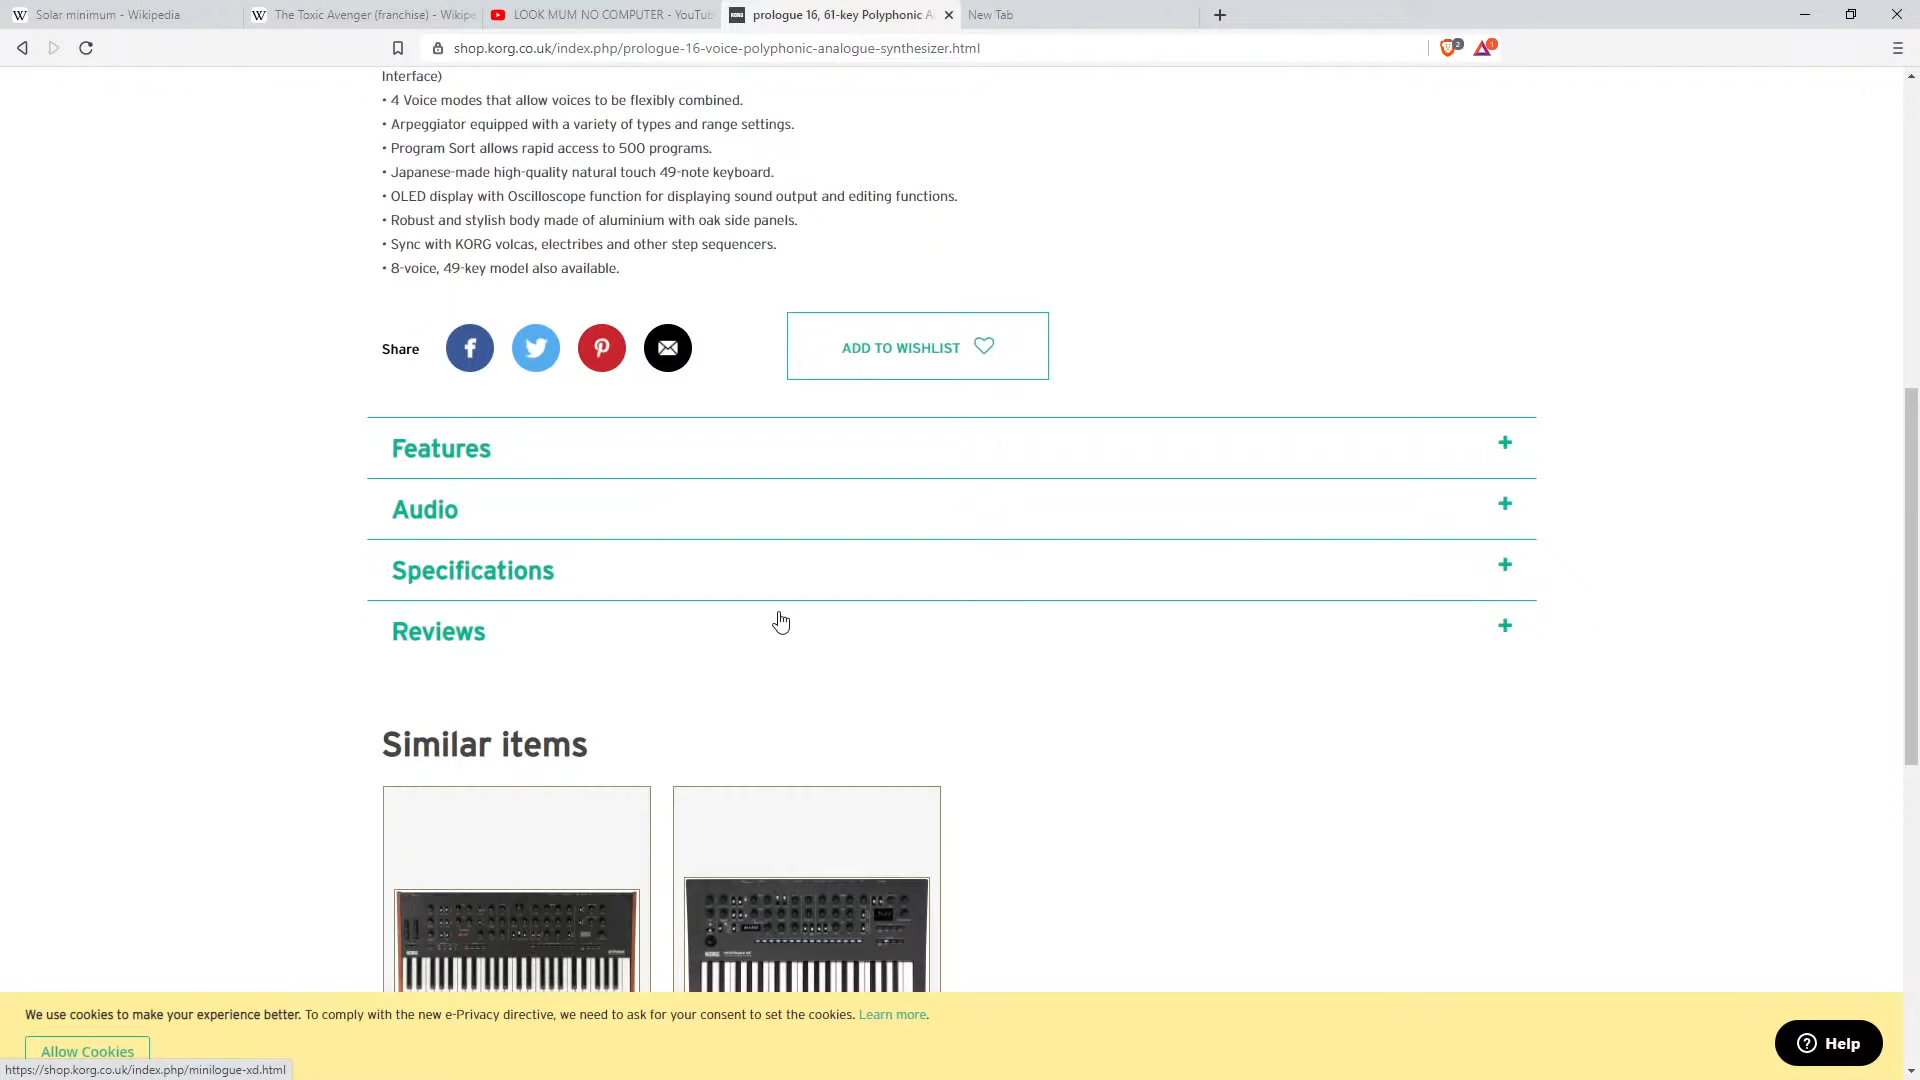 Solar minimum - Wikipedia
The Toxic Avenger (franchise) - Wikipe
LOOK MUM NO COMPUTER - YouTub
KORG
prologue 16, 61-key Polyphonic A
New Tab
shop.korg.co.uk/index.php/prologue-16-voice-polyphonic-analogue-synthesizer.html
2
1
Interface)
• 4 Voice modes that allow voices to be flexibly combined.
• Arpeggiator equipped with a variety of types and range settings.
• Program Sort allows rapid access to 500 programs.
• Japanese-made high-quality natural touch 49-note keyboard.
• OLED display with Oscilloscope function for displaying sound output and editing functions.
• Robust and stylish body made of aluminium with oak side panels.
• Sync with KORG volcas, electribes and other step sequencers.
• 8-voice, 49-key model also available.
Share
ADD TO WISHLIST
Features
Audio
Specifications
Reviews
Similar items
We use cookies to make your experience better. To comply with the new e-Privacy directive, we need to ask for your consent to set the cookies. Learn more.
Allow Cookies
Help
https://shop.korg.co.uk/index.php/minilogue-xd.html